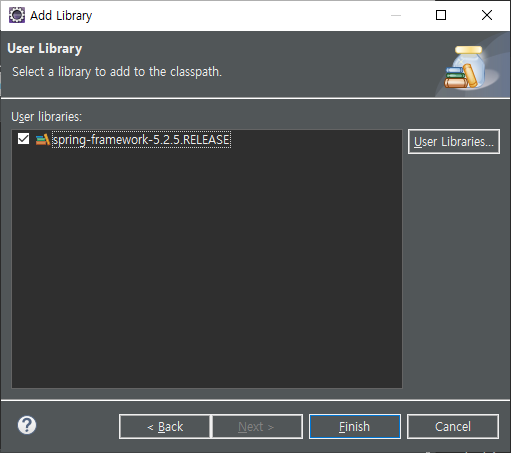 Add Library
User Library
Select a library to add to the classpath.
User libraries:
spring-framework-5.2.5.RELEASE
User Libraries...
?
< Back
Next >
Finish
Cancel